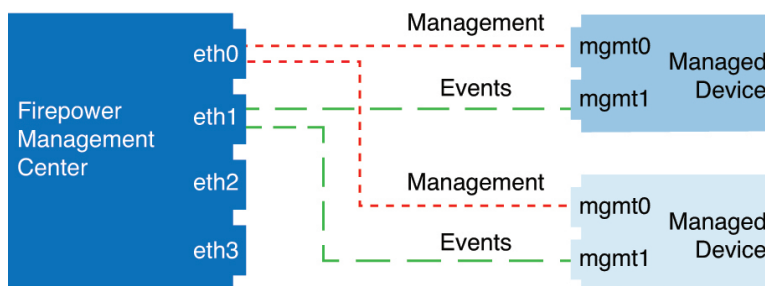 Management
eth0
mgmt0
Managed
Device
Events
eth1
mgmt1
Firepower
Management
Center
eth2
Management
mgmt0
Managed
Device
eth3
Events
mgmt1